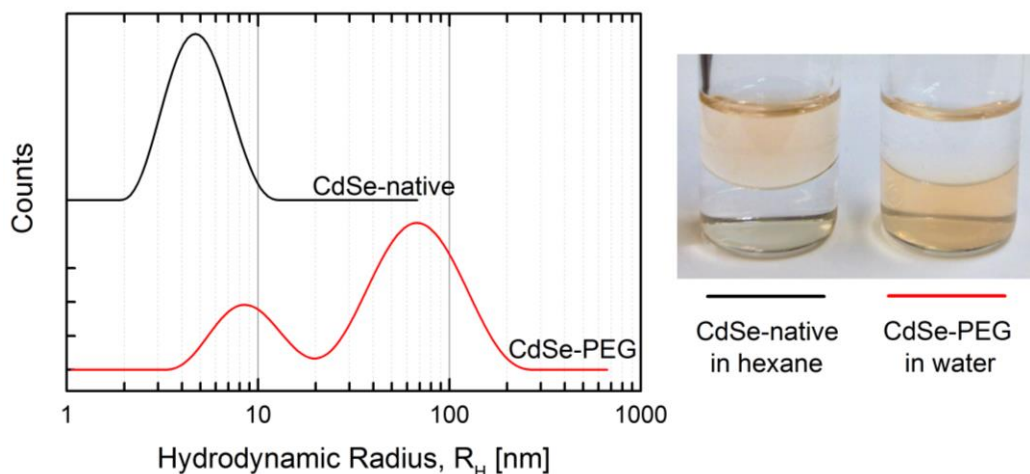 Counts
CdSe-native
CdSe-PEG
1
10
100
1000
Hydrodynamic Radius, R_H [nm]
CdSe-native
in hexane
CdSe-PEG
in water